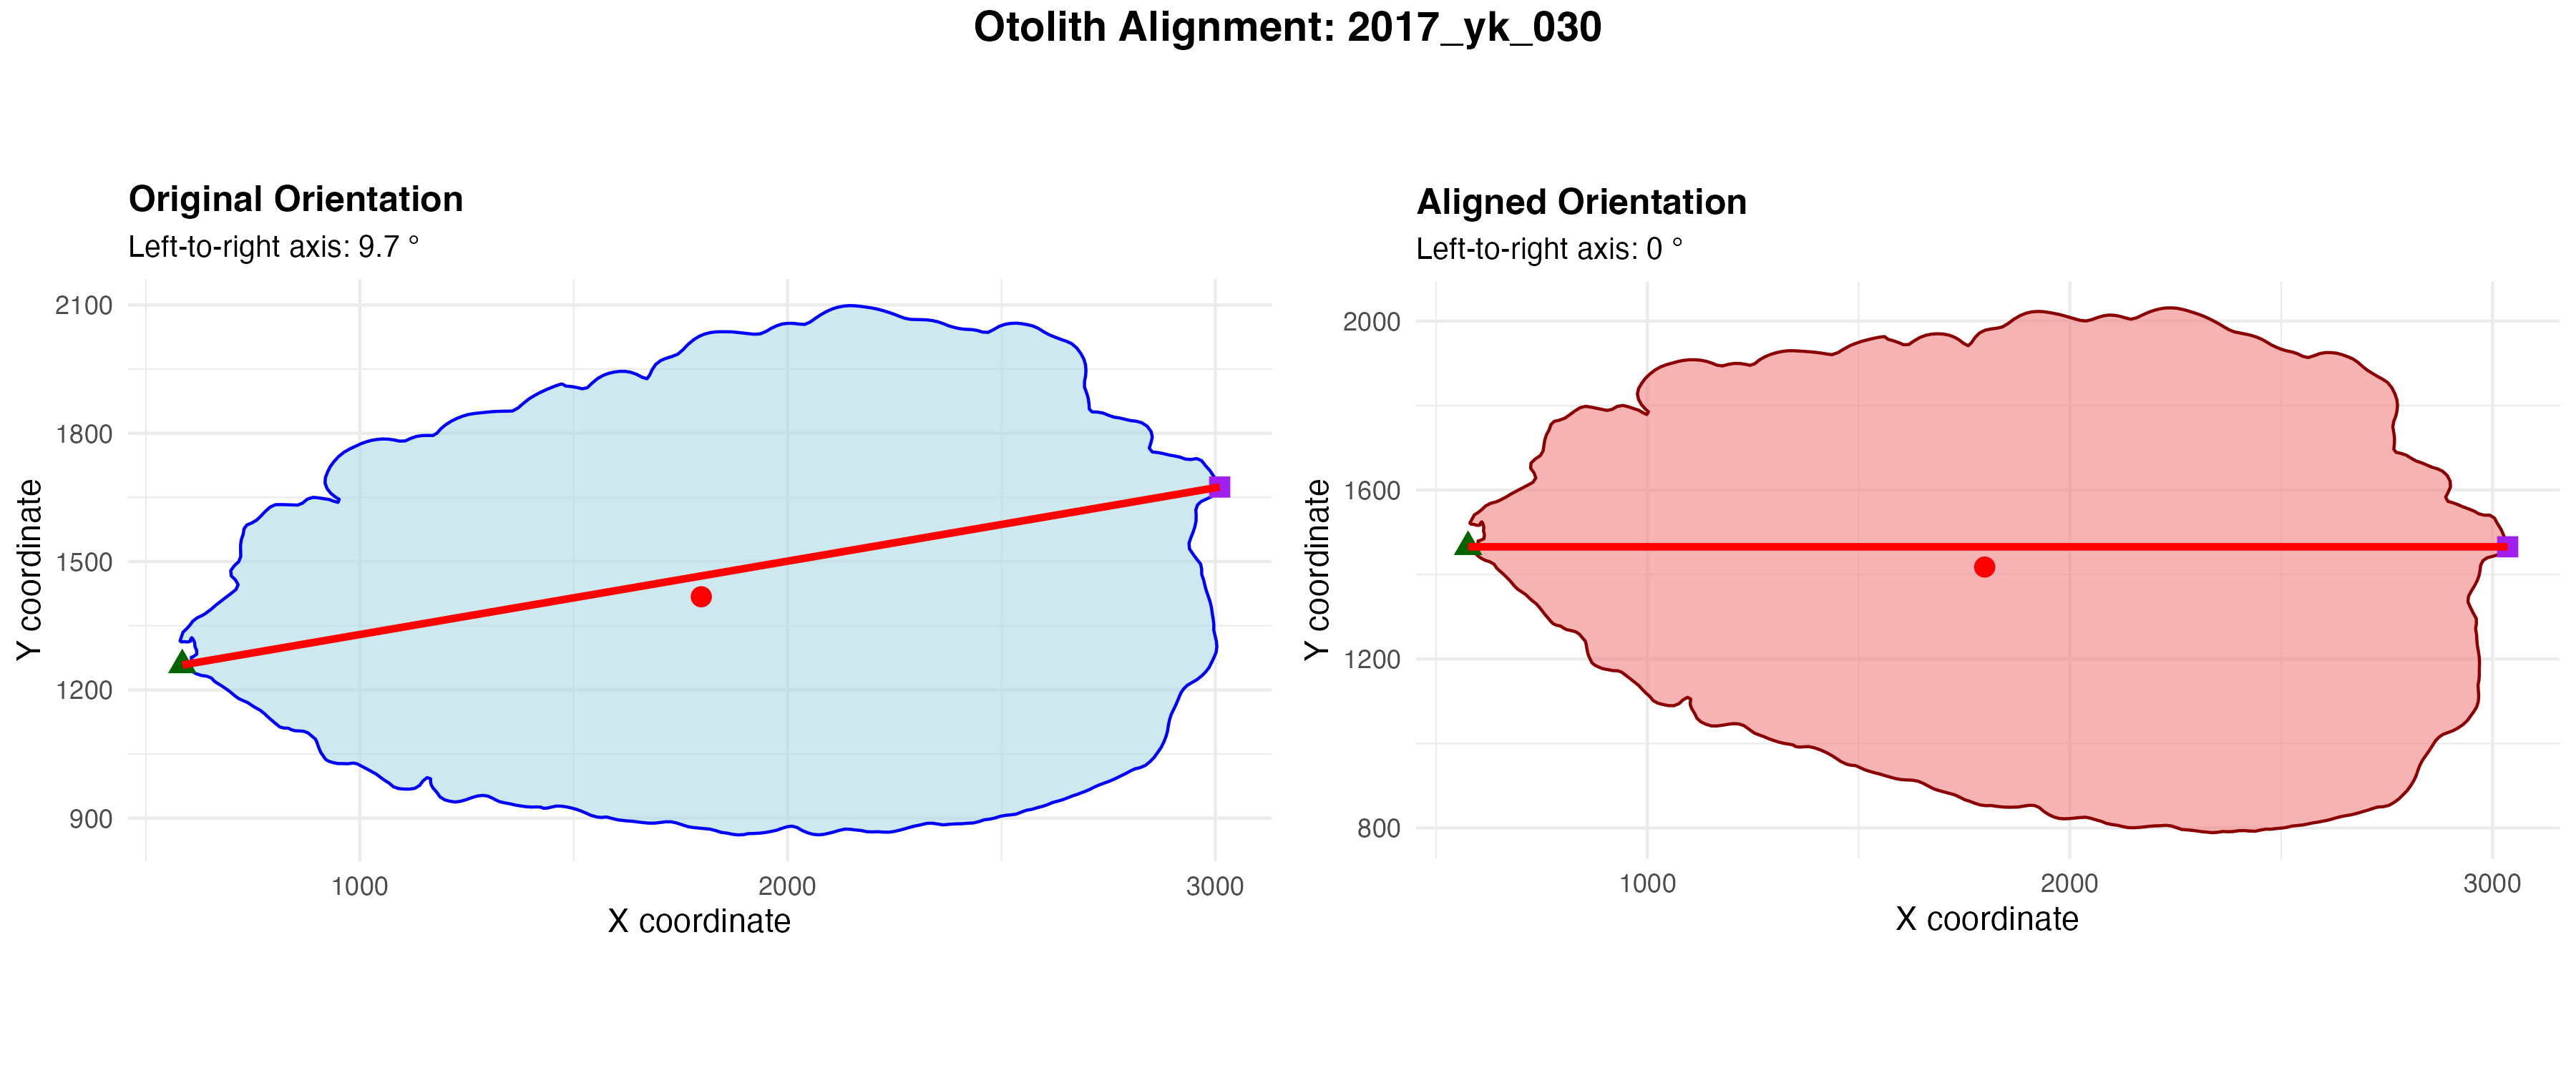 Otolith Alignment: 2017_yk_030
Original Orientation
Left-to-right axis: 9.7 °
2100
1800
1500
1200
900
Y coordinate
1000
2000
3000
X coordinate
Aligned Orientation
Left-to-right axis: 0 °
2000
1600
1200
800
Y coordinate
1000
2000
3000
X coordinate